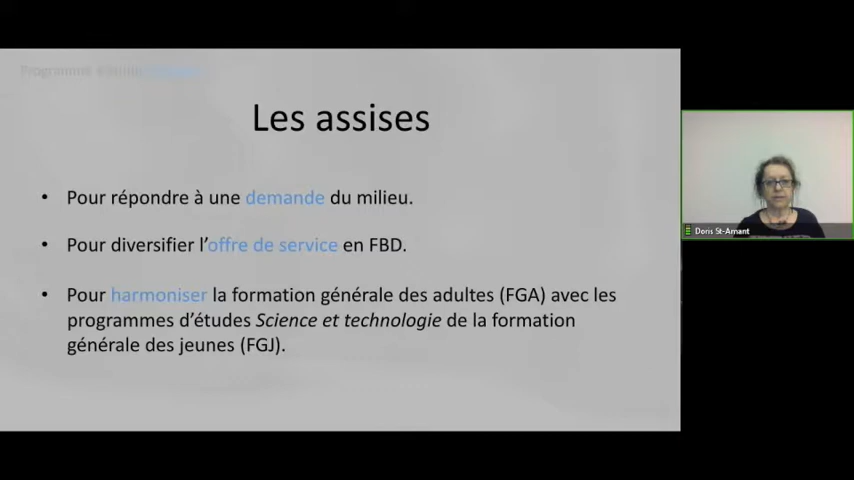 Programme d'études
Les assises
• Pour répondre à une demande du milieu.
• Pour diversifier l'offre de service en FBD.
• Pour harmoniser la formation générale des adultes (FGA) avec les
programmes d'études Science et technologie de la formation
générale des jeunes (FGJ).
Doris St-Amant